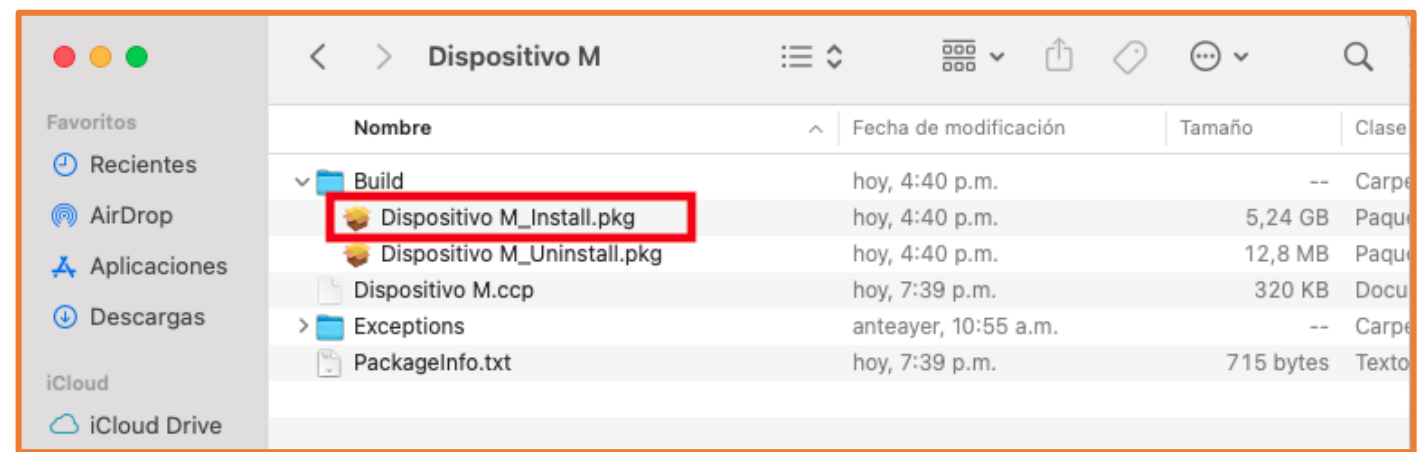 Dispositivo M
Favoritos
Recientes
AirDrop
Aplicaciones
Descargas
iCloud
iCloud Drive
Nombre Fecha de modificación Tamaño Clase
Build hoy, 4:40 p.m. -- Carpe
Dispositivo M_Install.pkg hoy, 4:40 p.m. 5,24 GB Paque
Dispositivo M_Uninstall.pkg hoy, 4:40 p.m. 12,8 MB Paque
Dispositivo M.ccp hoy, 7:39 p.m. 320 KB Docu
Exceptions anteayer, 10:55 a.m. -- Carpe
PackageInfo.txt hoy, 7:39 p.m. 715 bytes Texto